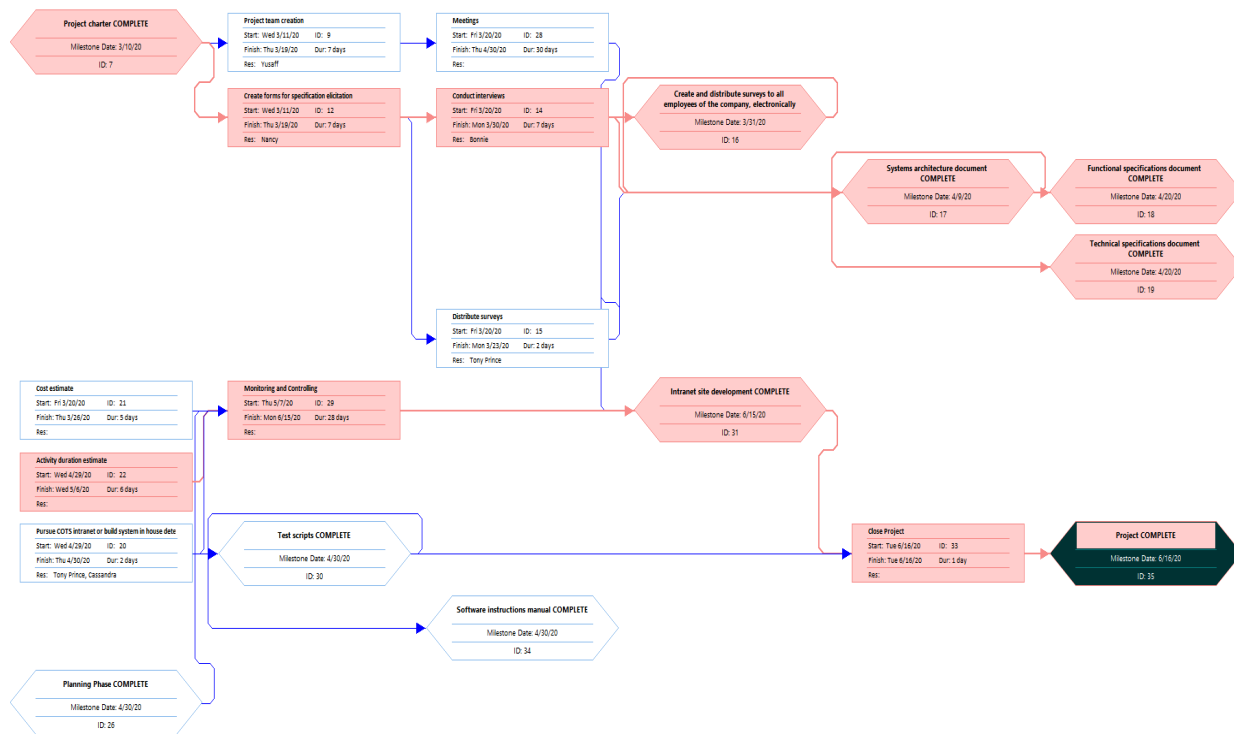 Project charter COMPLETE
Milestone Date: 3/10/20
ID: 7
Project team creation
Start: Wed 3/11/20 ID: 9
Finish: Thu 3/19/20 Dur: 7 days
Res: Yusaff
Meetings
Start: Fri 3/20/20 ID: 28
Finish: Thu 4/30/20 Dur: 30 days
Res:
Create forms for specification elicitation
Start: Wed 3/11/20 ID: 12
Finish: Thu 3/19/20 Dur: 7 days
Res: Nancy
Conduct interviews
Start: Fri 3/20/20 ID: 14
Finish: Mon 3/30/20 Dur: 7 days
Res: Bonnie
Create and distribute surveys to all
employees of the company, electronically
Milestone Date: 3/31/20
ID: 16
Systems architecture document
COMPLETE
Milestone Date: 4/9/20
ID: 17
Functional specifications document
COMPLETE
Milestone Date: 4/20/20
ID: 18
Technical specifications document
COMPLETE
Milestone Date: 4/20/20
ID: 19
Distribute surveys
Start: Fri 3/20/20 ID: 15
Finish: Mon 3/23/20 Dur: 2 days
Res: Tony Prince
Cost estimate
Start: Fri 3/20/20 ID: 21
Finish: Thu 3/26/20 Dur: 5 days
Res:
Monitoring and Controlling
Start: Thu 5/7/20 ID: 29
Finish: Mon 6/15/20 Dur: 28 days
Res:
Intranet site development COMPLETE
Milestone Date: 6/15/20
ID: 31
Activity duration estimate
Start: Wed 4/29/20 ID: 22
Finish: Wed 5/6/20 Dur: 6 days
Res:
Pursue COTS intranet or build system in house dete
Start: Wed 4/29/20 ID: 20
Finish: Thu 4/30/20 Dur: 2 days
Res: Tony Prince, Cassandra
Test scripts COMPLETE
Milestone Date: 4/30/20
ID: 30
Close Project
Start: Tue 6/16/20 ID: 33
Finish: Tue 6/16/20 Dur: 1 day
Res:
Project COMPLETE
Milestone Date: 6/16/20
ID: 35
Software instructions manual COMPLETE
Milestone Date: 4/30/20
ID: 34
Planning Phase COMPLETE
Milestone Date: 4/30/20
ID: 26